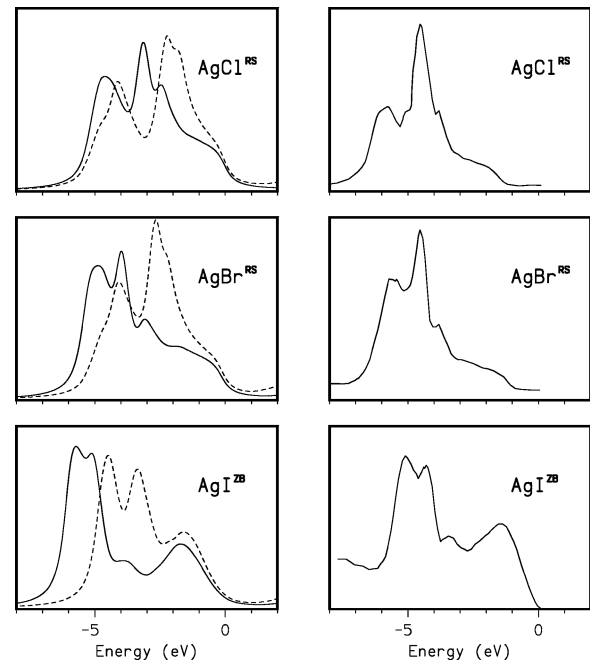 AgCl^RS
AgCl^RS
AgBr^RS
AgBr^RS
AgI^ZB
AgI^ZB
-5 0
-5 0
Energy (eV)
Energy (eV)